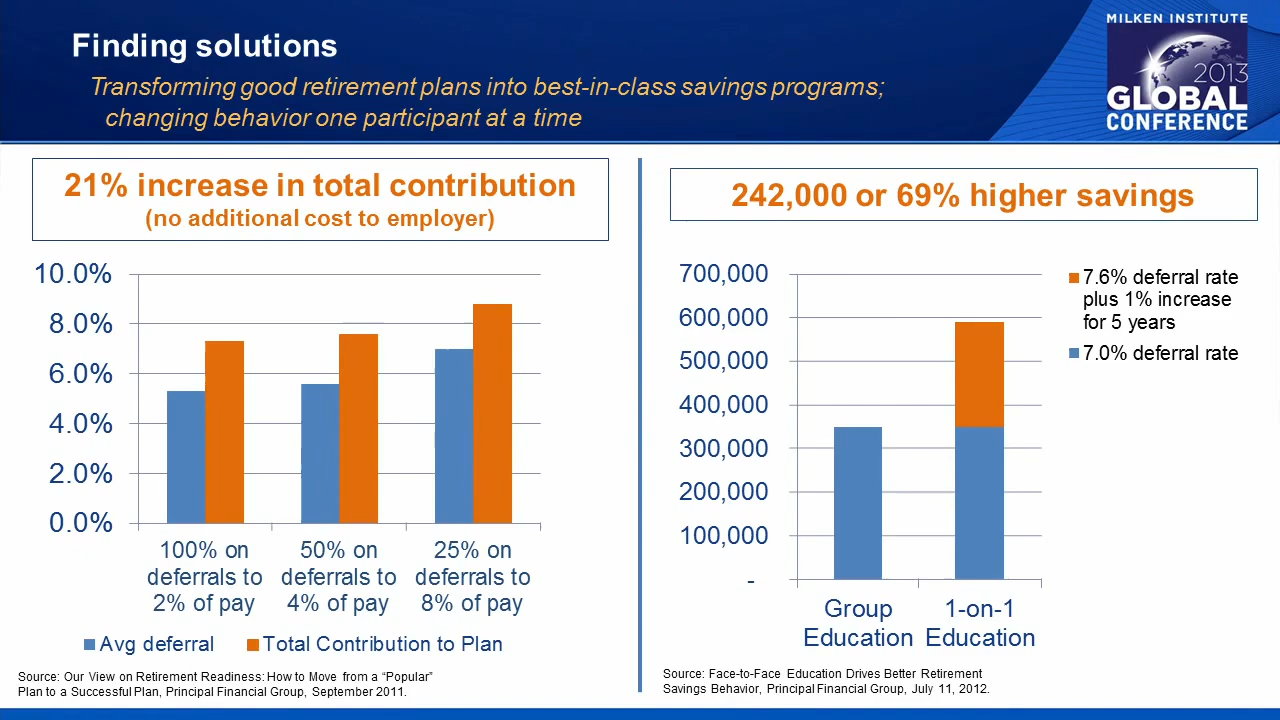 Finding solutions
Transforming good retirement plans into best-in-class savings programs;
changing behavior one participant at a time
MILKEN INSTITUTE
2013
GLOBAL
CONFERENCE
21% increase in total contribution
(no additional cost to employer)
10.0%
8.0%
6.0%
4.0%
2.0%
0.0%
100% on
deferrals to
2% of pay
50% on
deferrals to
4% of pay
25% on
deferrals to
8% of pay
Avg deferral
Total Contribution to Plan
Source: Our View on Retirement Readiness: How to Move from a “Popular”
Plan to a Successful Plan, Principal Financial Group, September 2011.
242,000 or 69% higher savings
700,000
600,000
500,000
400,000
300,000
200,000
100,000
-
Group
Education
1-on-1
Education
7.6% deferral rate
plus 1% increase
for 5 years
7.0% deferral rate
Source: Face-to-Face Education Drives Better Retirement
Savings Behavior, Principal Financial Group, July 11, 2012.